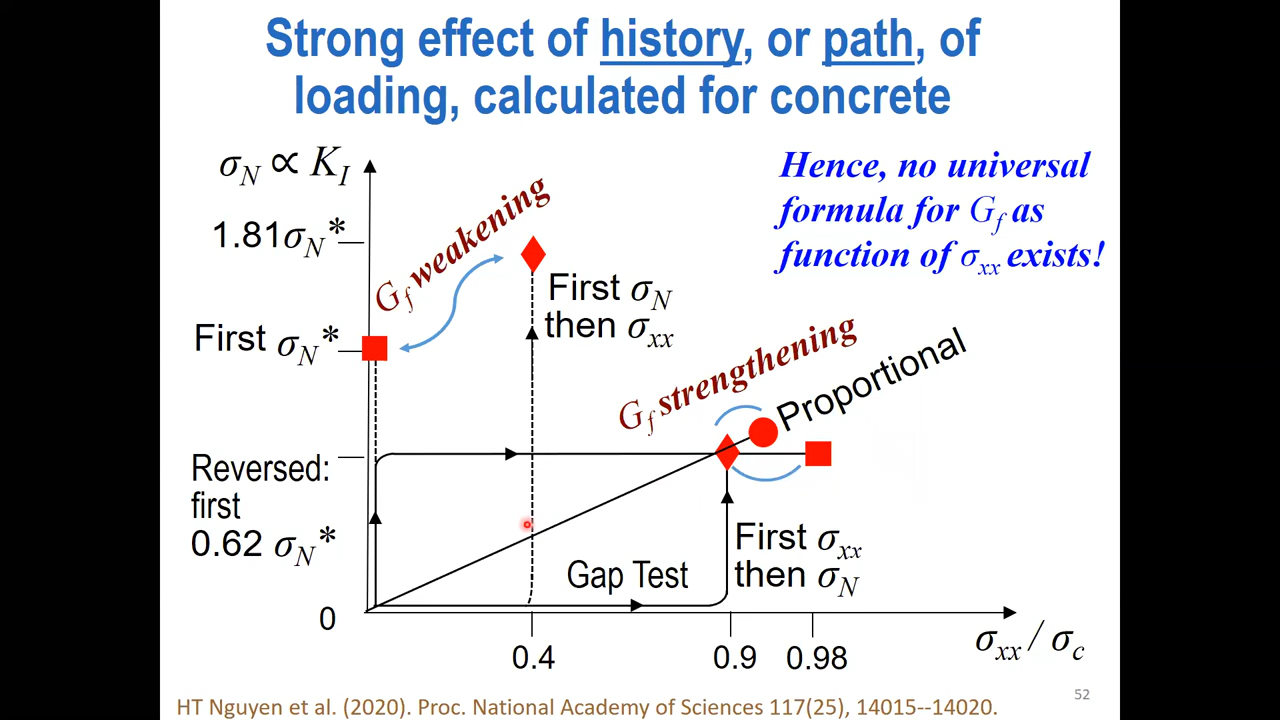 Strong effect of history, or path, of
loading, calculated for concrete
σN ∝ KI
Hence, no universal
formula for Gf as
function of σxx exists!
1.81σN*
Gf weakening
First σN
then σxx
First σN*
Gf strengthening
Proportional
Reversed:
first
0.62 σN*
First σxx
then σN
Gap Test
0
0.4
0.9
0.98
σxx / σc
52
HT Nguyen et al. (2020). Proc. National Academy of Sciences 117(25), 14015--14020.